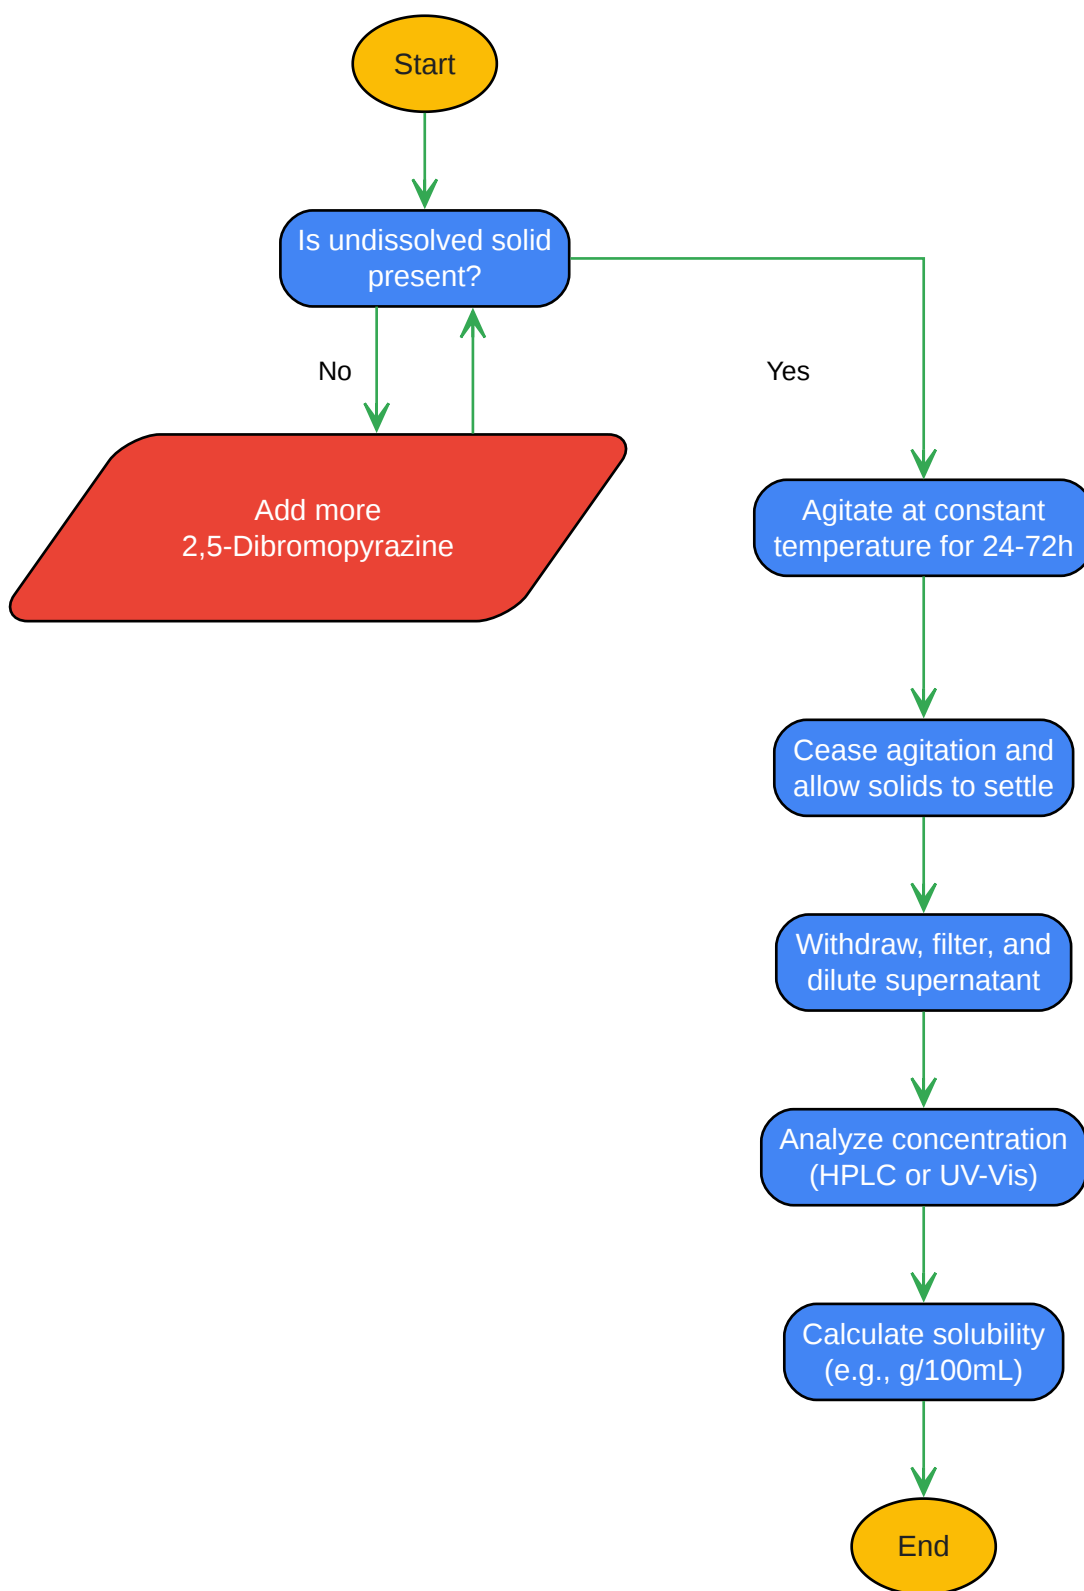 Start
Is undissolved solid
present?
No
Yes
Add more
2,5-Dibromopyrazine
Agitate at constant
temperature for 24-72h
Cease agitation and
allow solids to settle
Withdraw, filter, and
dilute supernatant
Analyze concentration
(HPLC or UV-Vis)
Calculate solubility
(e.g., g/100mL)
End